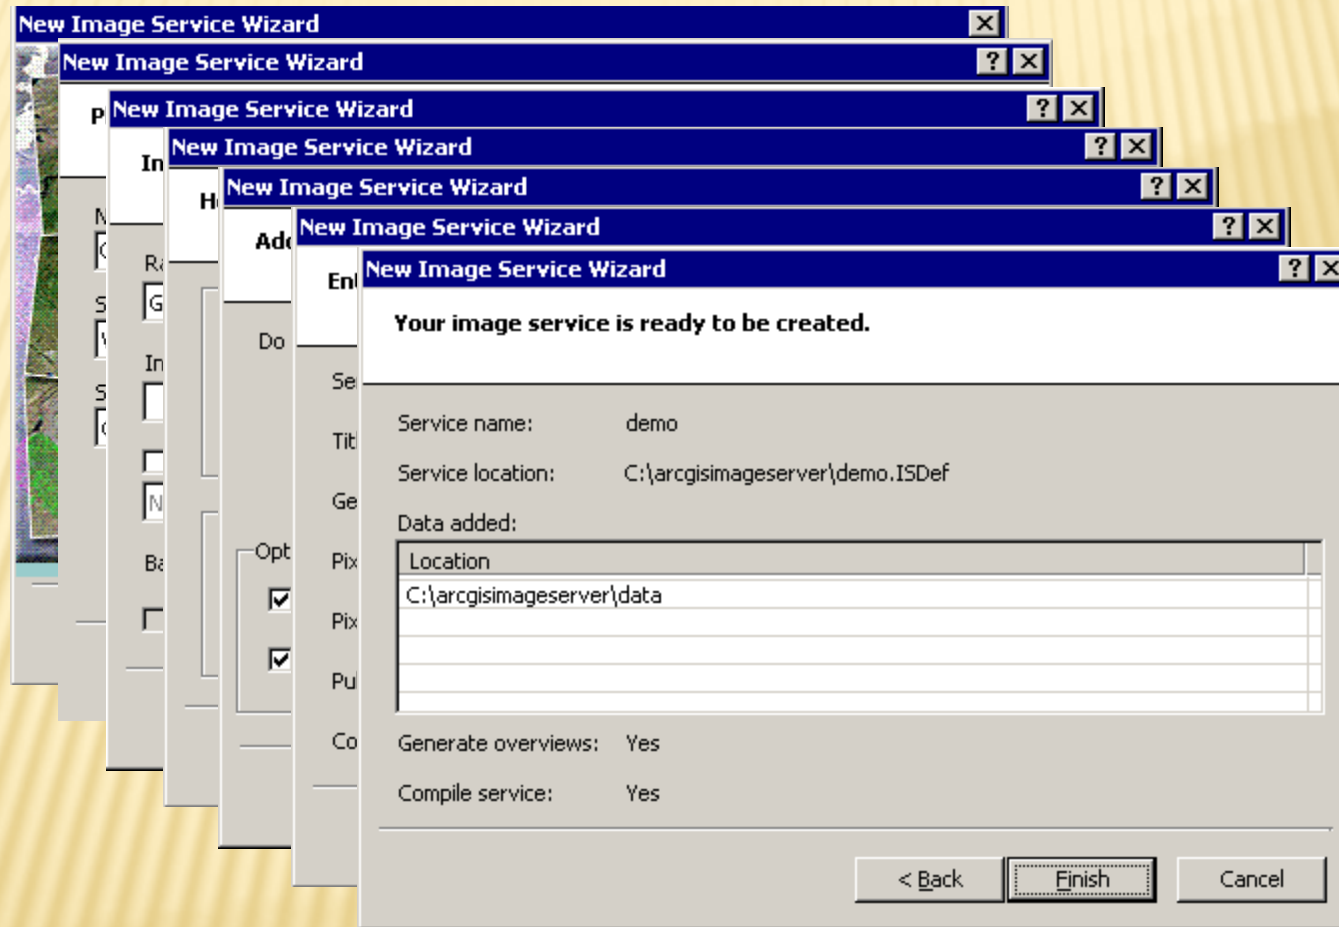 New Image Service Wizard
New Image Service Wizard
New Image Service Wizard
New Image Service Wizard
New Image Service Wizard
New Image Service Wizard
New Image Service Wizard
Your image service is ready to be created.
Do
Service name: demo
Service location: C:\arcgisimageserver\demo.ISDef
Data added:
Location
C:\arcgisimageserver\data
Generate overviews: Yes
Compile service: Yes
< Back Finish Cancel